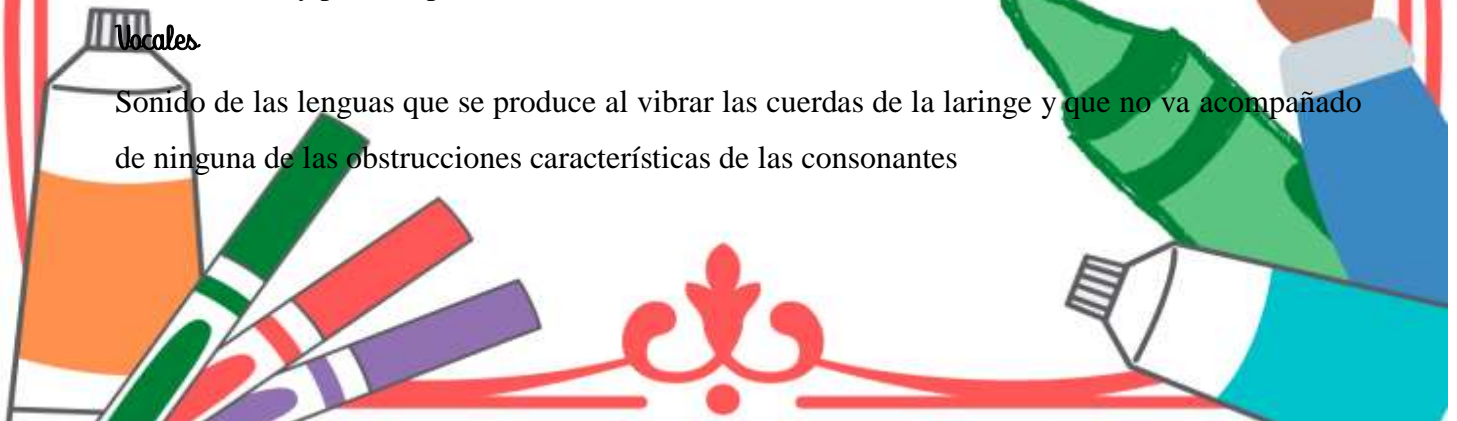 Vocales
Sonido de las lenguas que se produce al vibrar las cuerdas de la laringe y que no va acompañado
de ninguna de las obstrucciones características de las consonantes